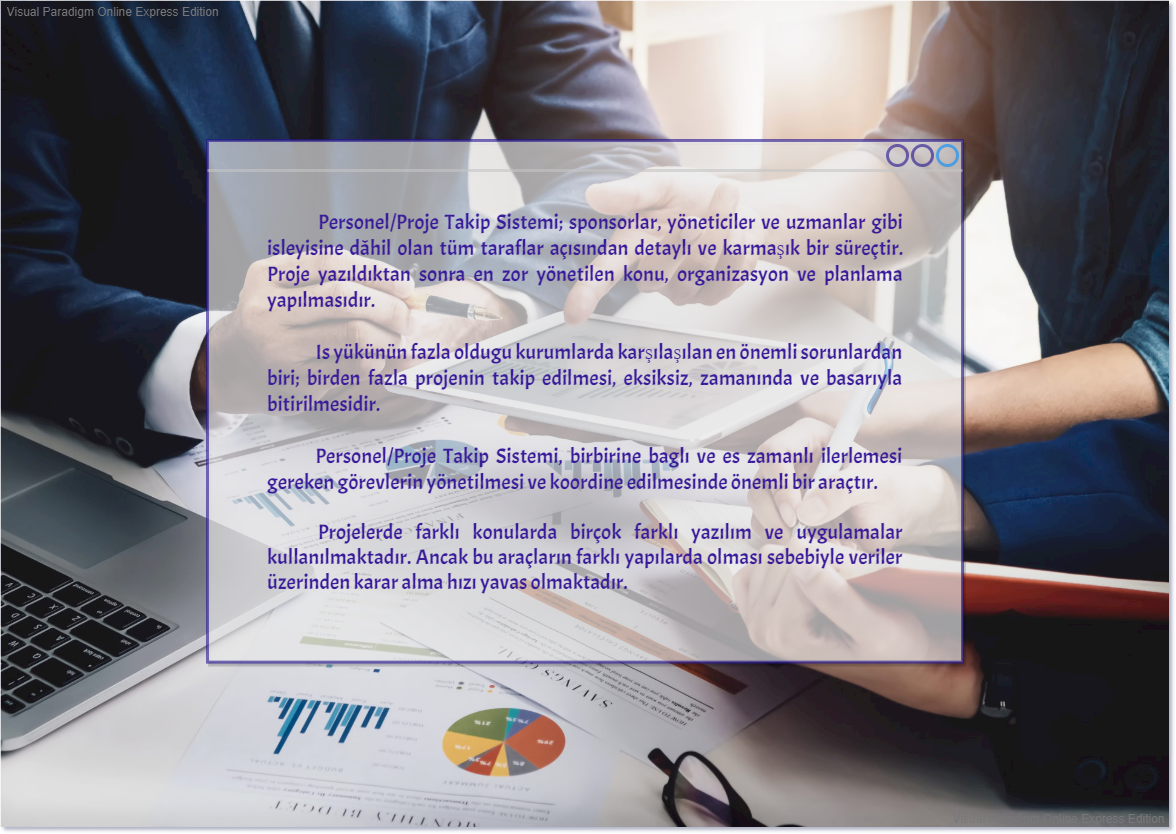 Visual Paradigm Online Express Edition
Personel/Proje Takip Sistemi; sponsorlar, yöneticiler ve uzmanlar gibi
isleyisine dâhil olan tüm taraflar açısından detaylı ve karmaşık bir süreçtir.
Proje yazıldıktan sonra en zor yönetilen konu, organizasyon ve planlama
yapılmasıdır.
Is yükünün fazla oldugu kurumlarda karşılaşılan en önemli sorunlardan
biri; birden fazla projenin takip edilmesi, eksiksiz, zamanında ve basarıyla
bitirilmesidir.
Personel/Proje Takip Sistemi, birbirine baglı ve es zamanlı ilerlemesi
gereken görevlerin yönetilmesi ve koordine edilmesinde önemli bir araçtır.
Projelerde farklı konularda birçok farklı yazılım ve uygulamalar
kullanılmaktadır. Ancak bu araçların farklı yapılarda olması sebebiyle veriler
üzerinden karar alma hızı yavas olmaktadır.
SAVINGS GOAL
MONTHLY BUDGET
Visual Paradigm Online Express Edition